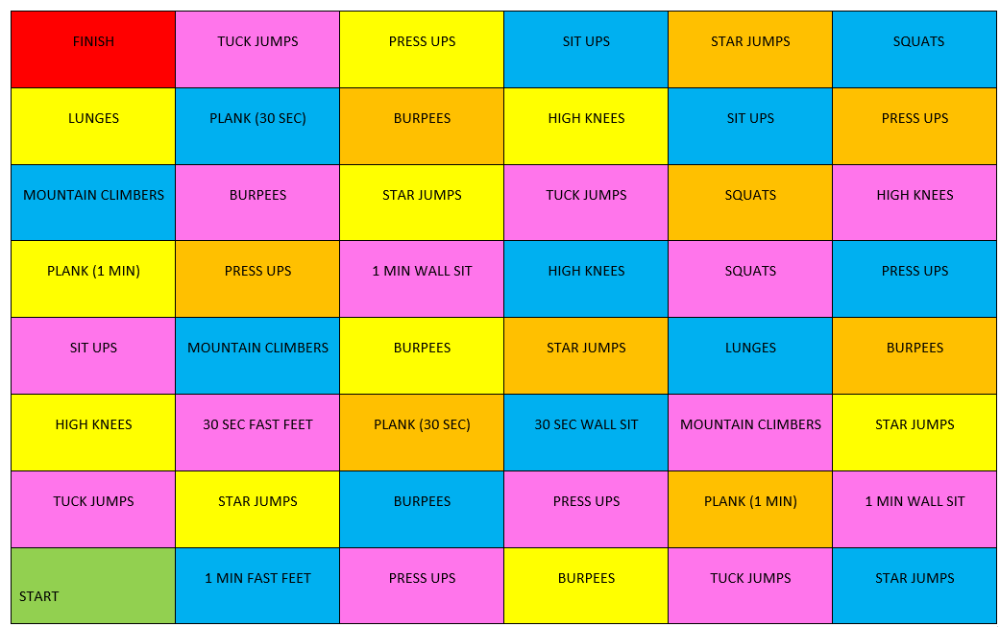 FINISH
TUCK JUMPS
PRESS UPS
SIT UPS
STAR JUMPS
SQUATS
LUNGES
PLANK (30 SEC)
BURPEES
HIGH KNEES
SIT UPS
PRESS UPS
MOUNTAIN CLIMBERS
BURPEES
STAR JUMPS
TUCK JUMPS
SQUATS
HIGH KNEES
PLANK (1 MIN)
PRESS UPS
1 MIN WALL SIT
HIGH KNEES
SQUATS
PRESS UPS
SIT UPS
MOUNTAIN CLIMBERS
BURPEES
STAR JUMPS
LUNGES
BURPEES
HIGH KNEES
30 SEC FAST FEET
PLANK (30 SEC)
30 SEC WALL SIT
MOUNTAIN CLIMBERS
STAR JUMPS
TUCK JUMPS
STAR JUMPS
BURPEES
PRESS UPS
PLANK (1 MIN)
1 MIN WALL SIT
START
1 MIN FAST FEET
PRESS UPS
BURPEES
TUCK JUMPS
STAR JUMPS